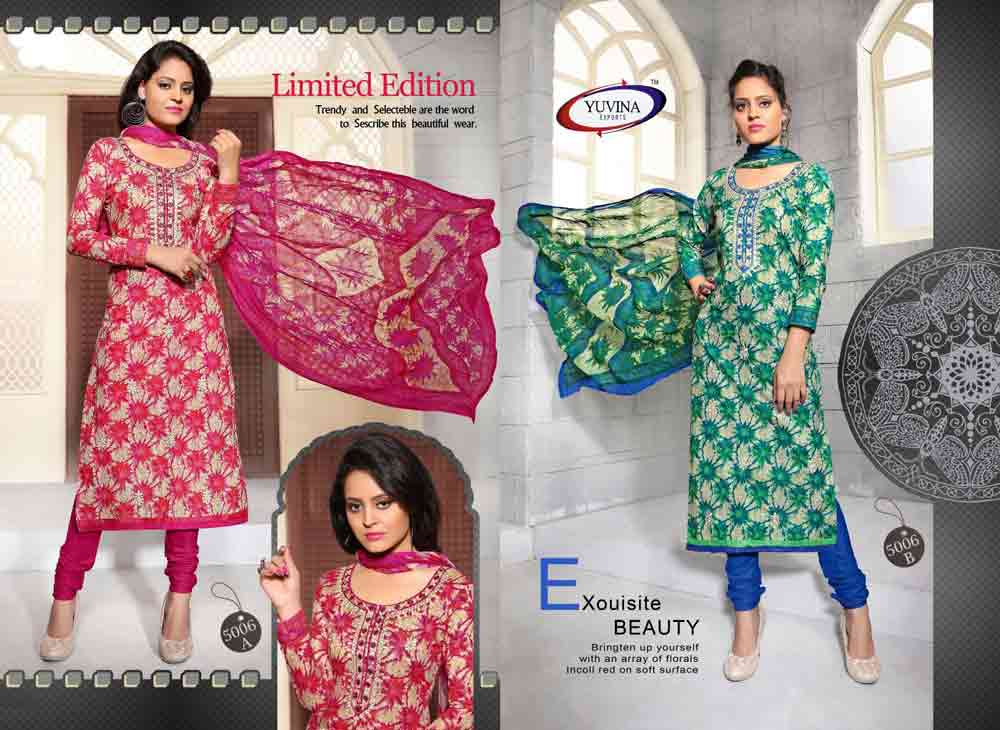 Limited Edition
Trendy and Selecteble are the word
to Sescribe this beautiful wear.
5006
A
YUVINA
EXPORTS
TM
EXouisite
BEAUTY
Bringten up yourself
with an array of florals
Incoll red on soft surface
5006
B